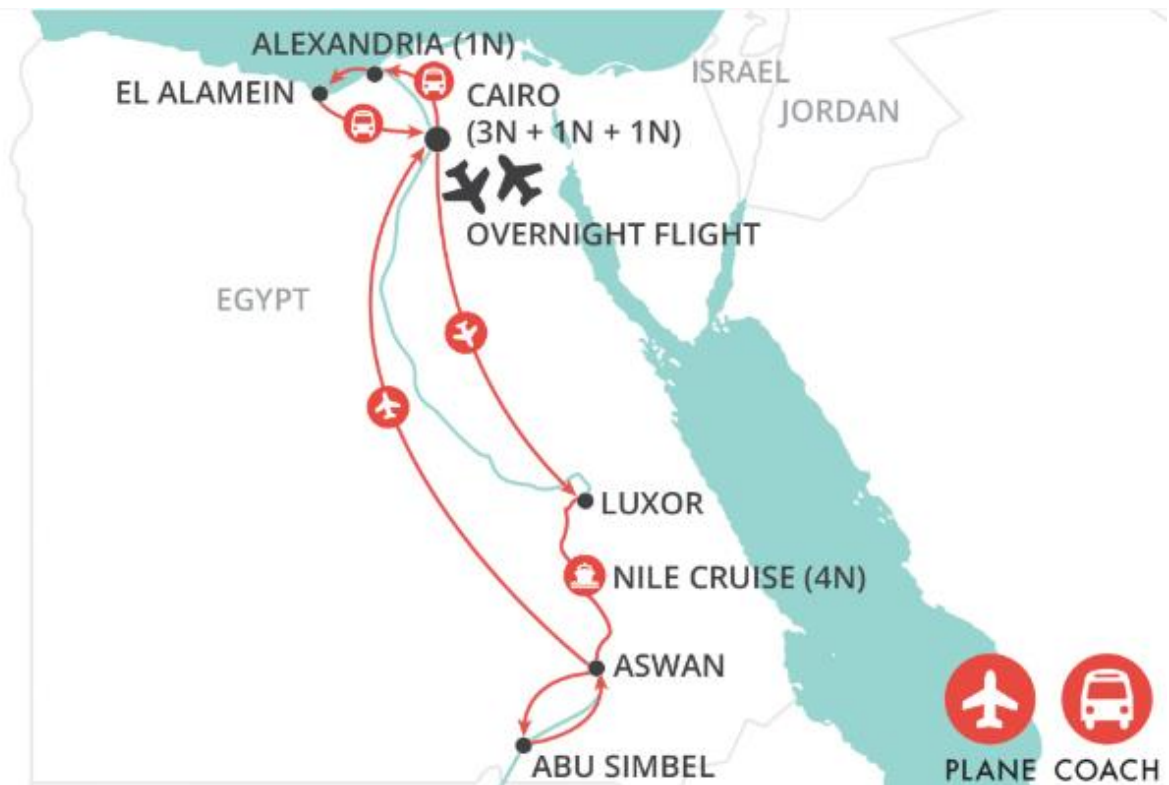 ALEXANDRIA (1N)
ISRAEL
EL ALAMEIN
CAIRO
(3N + 1N + 1N)
JORDAN
OVERNIGHT FLIGHT
EGYPT
LUXOR
NILE CRUISE (4N)
ASWAN
ABU SIMBEL
PLANE
COACH